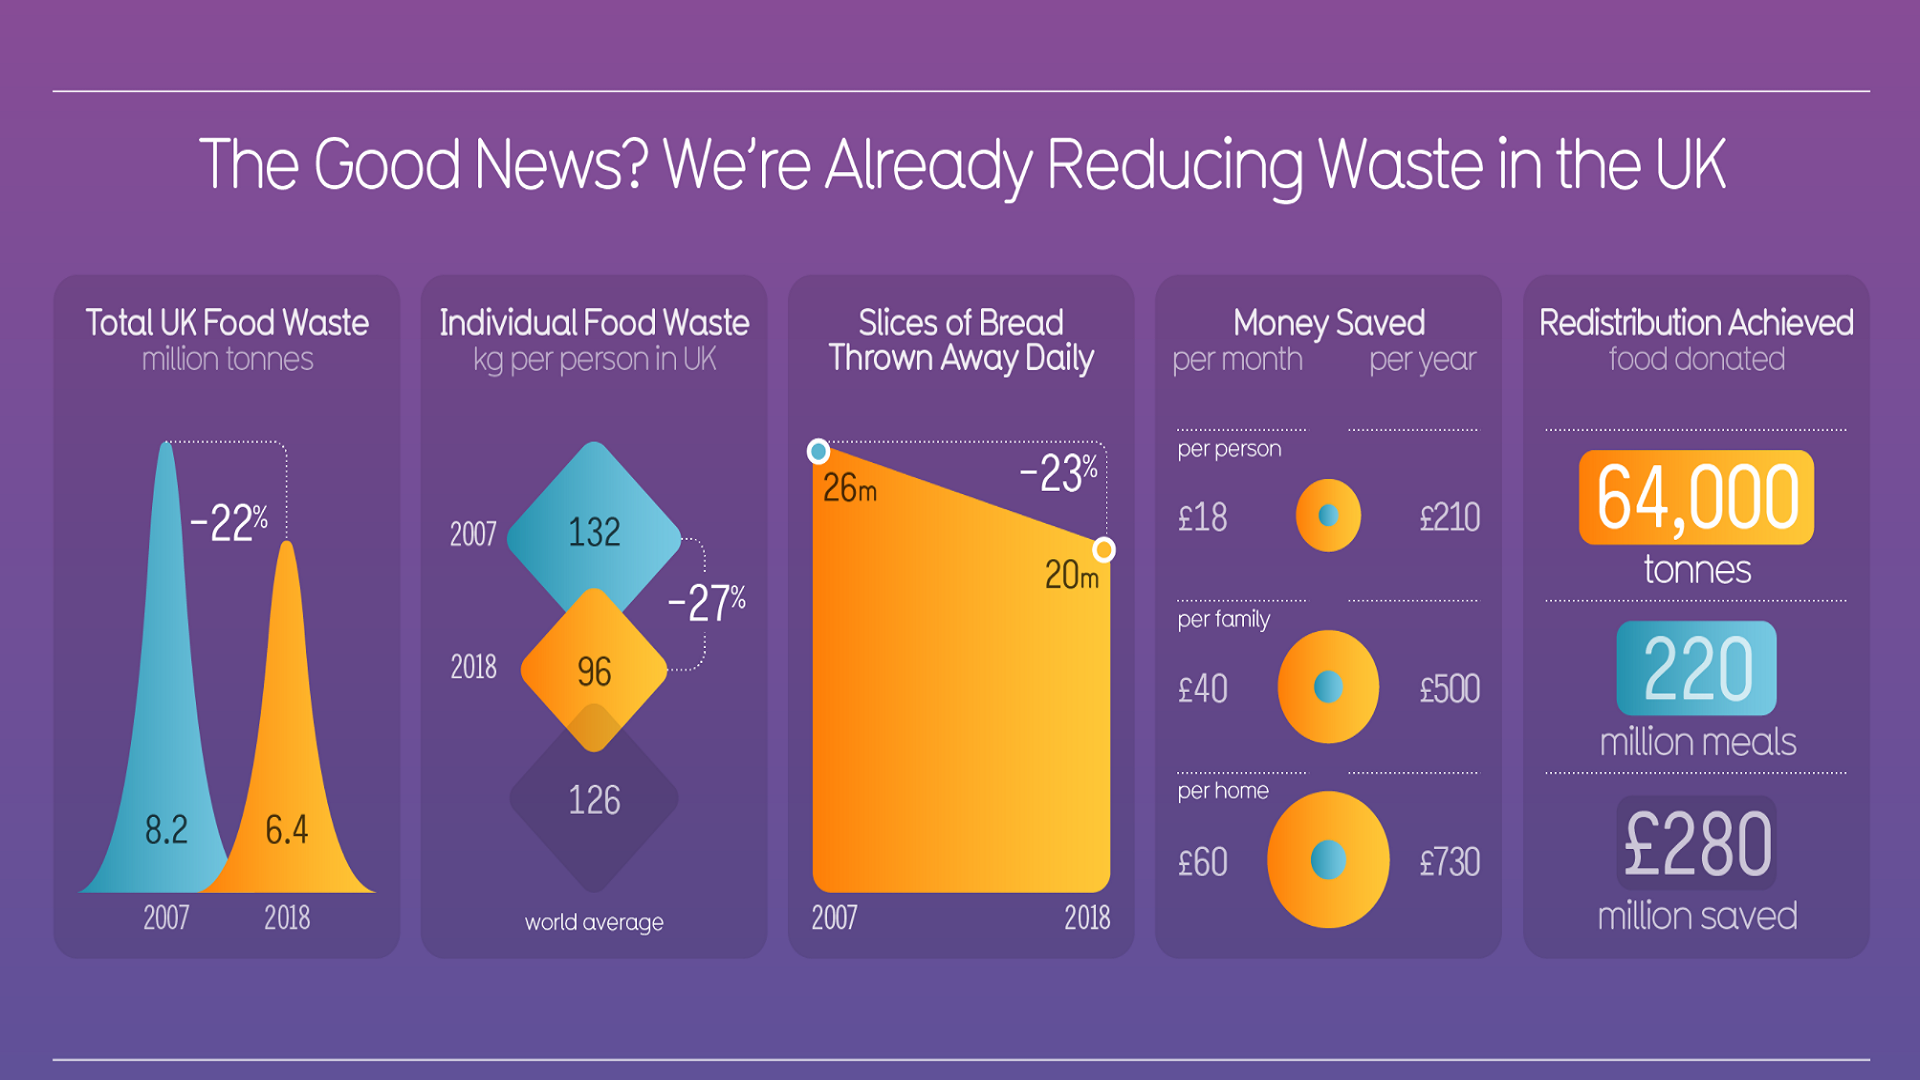 The Good News? We're Already Reducing Waste in the UK
Total UK Food Waste
million tonnes
-22%
8.2
6.4
2007
2018
Individual Food Waste
kg per person in UK
2007
132
-27%
2018
96
126
world average
Slices of Bread
Thrown Away Daily
26m
-23%
20m
2007
2018
Money Saved
per month
per year
per person
£18
£210
per family
£40
£500
per home
£60
£730
Redistribution Achieved
food donated
64,000
tonnes
220
million meals
£280
million saved